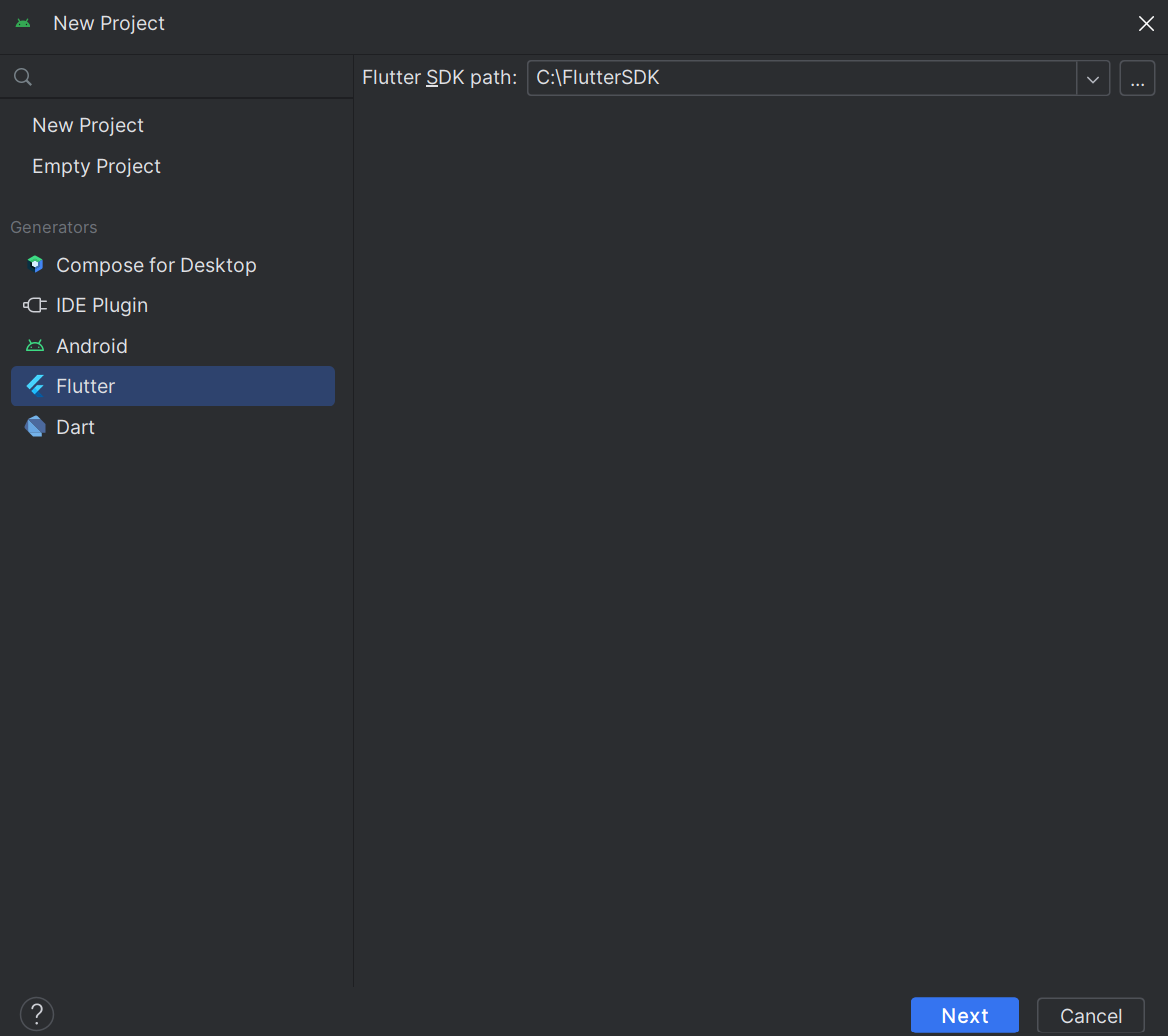 New Project
Flutter SDK path: C:\FlutterSDK ...
New Project
Empty Project
Generators
Compose for Desktop
IDE Plugin
Android
Flutter
Dart
? Next Cancel